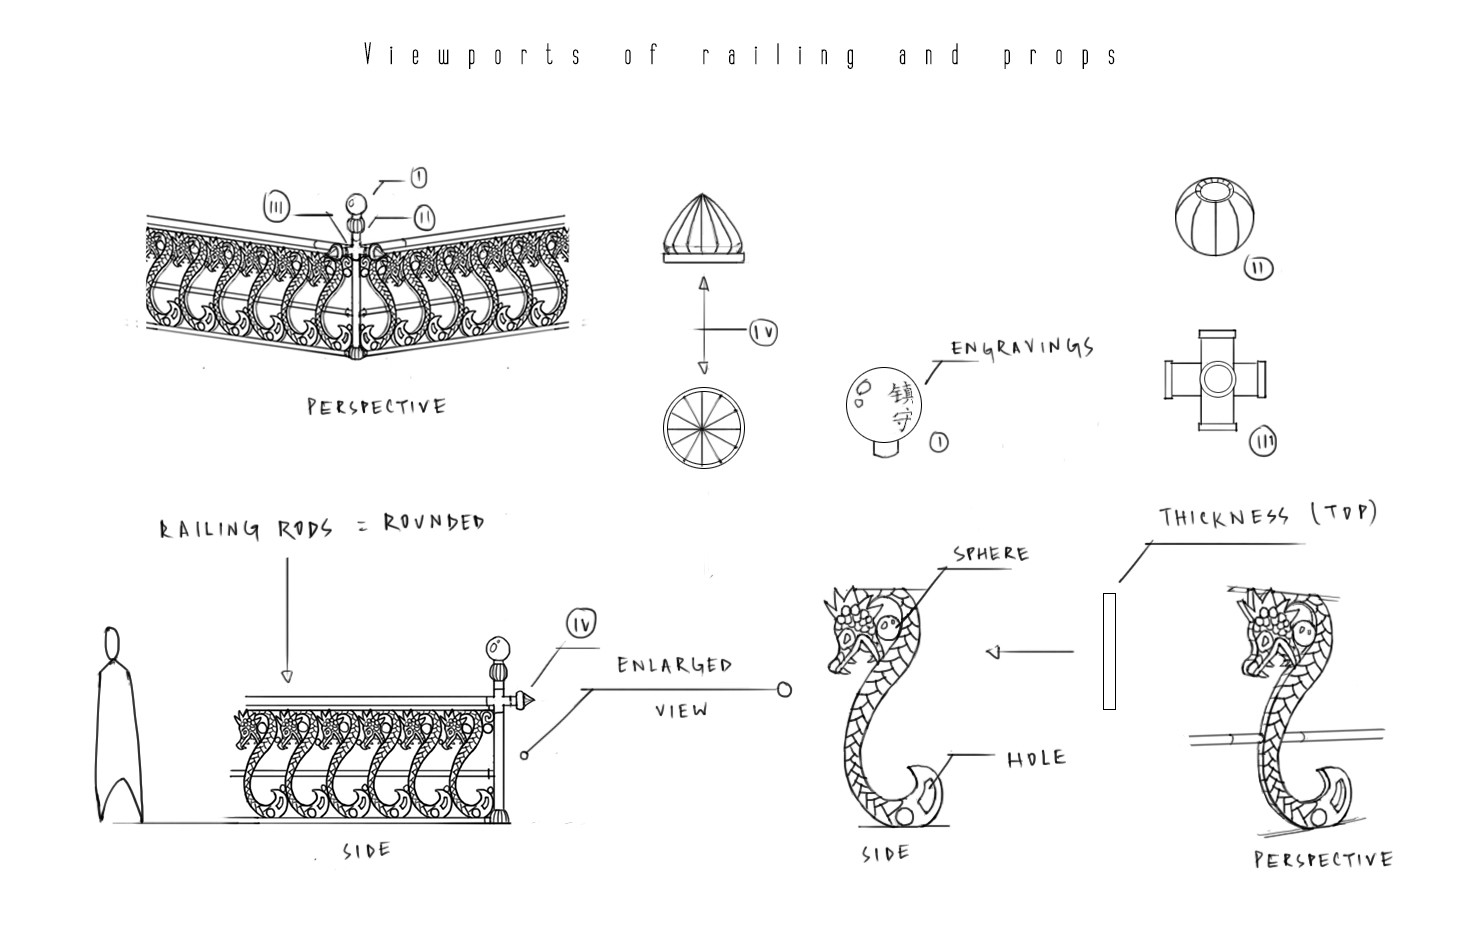 Viewports of railing and props
I
III
II
PERSPECTIVE
IV
II
ENGRAVINGS
镇
守
I
III
RAILING RODS = ROUNDED
IV
ENLARGED
VIEW
SIDE
SPHERE
HOLE
SIDE
THICKNESS (TOP)
PERSPECTIVE